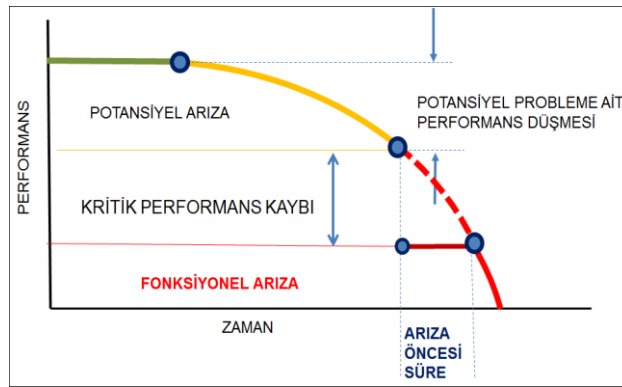 PERFORMANS
POTANSİYEL ARIZA
POTANSİYEL PROBLEME AİT
PERFORMANS DÜŞMESİ
KRİTİK PERFORMANS KAYBI
FONKSİYONEL ARIZA
ZAMAN
ARIZA
ÖNCESİ
SÜRE